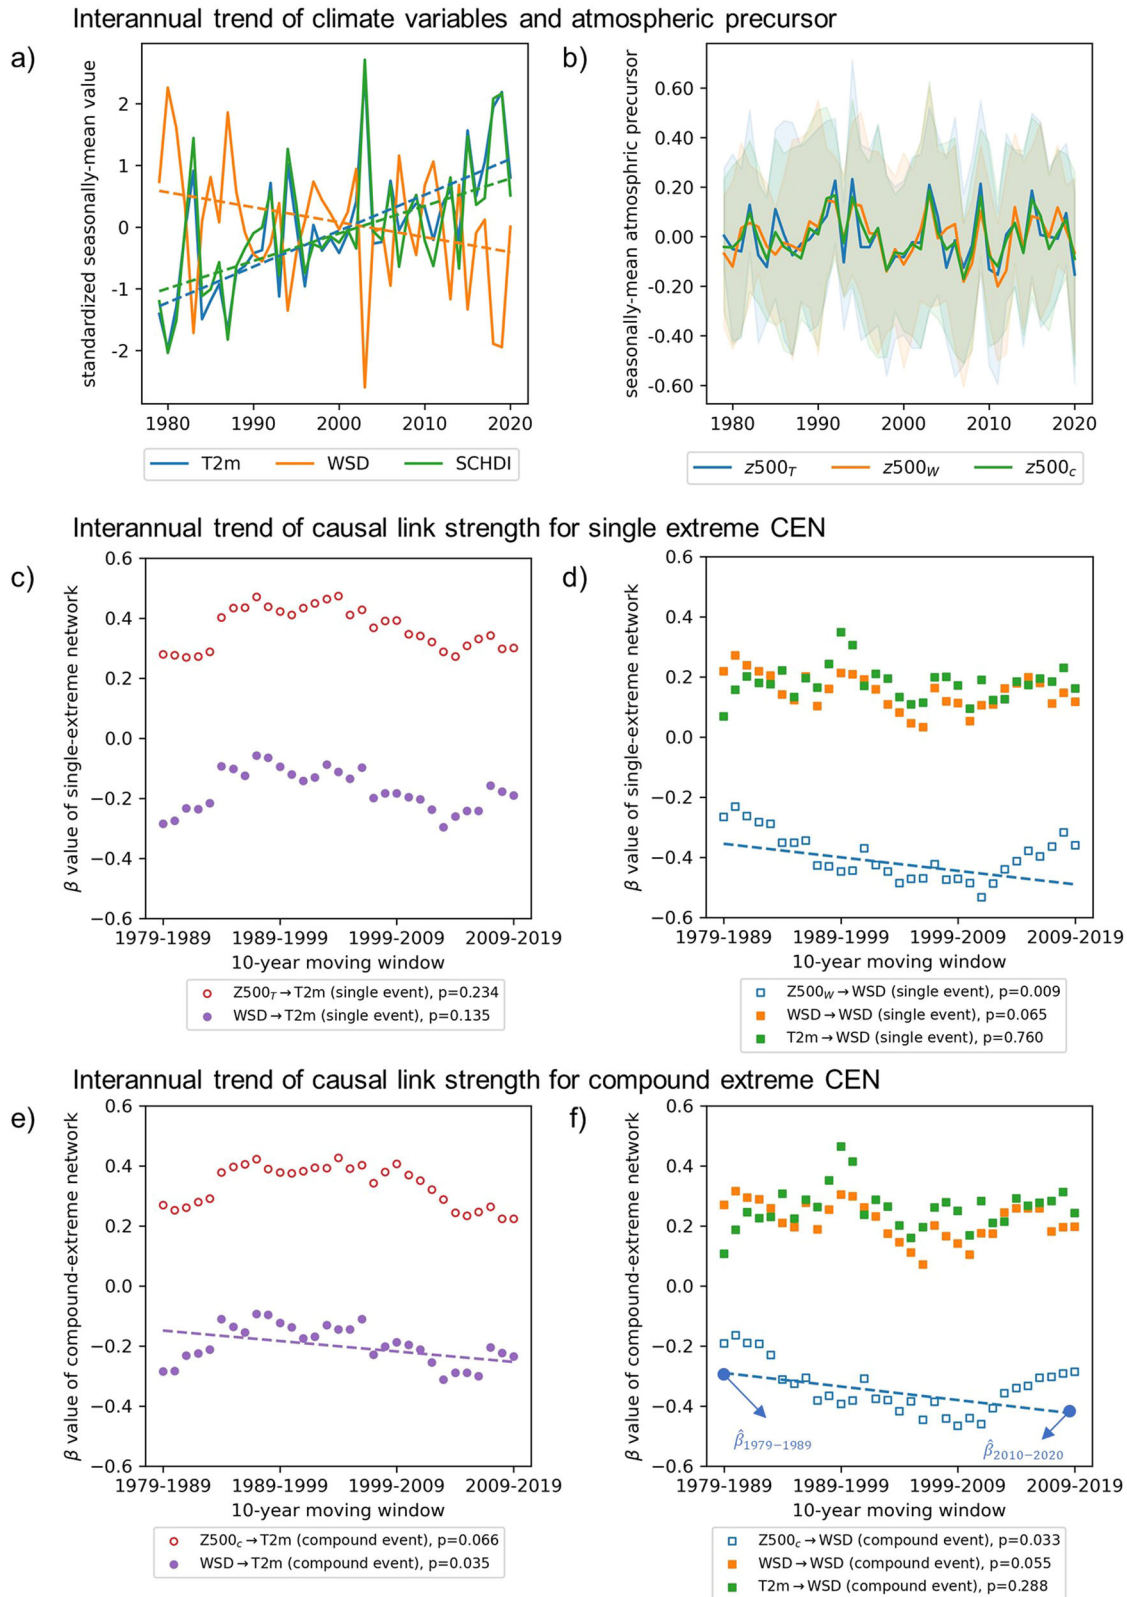 Interannual trend of climate variables and atmospheric precursor
a)
standardized seasonally-mean value
2
1
0
-1
-2
1980 1990 2000 2010 2020
T2m WSD SCHDI
b)
seasonally-mean atmospheric precursor
0.60
0.40
0.20
0.00
-0.20
-0.40
-0.60
1980 1990 2000 2010 2020
z500T z500W z500c
Interannual trend of causal link strength for single extreme CEN
c)
β value of single-extreme network
0.6
0.4
0.2
0.0
−0.2
−0.4
−0.6
1979-1989 1989-1999 1999-2009 2009-2019
10-year moving window
Z500T→T2m (single event), p=0.234
WSD→T2m (single event), p=0.135
d)
β value of single-extreme network
0.6
0.4
0.2
0.0
−0.2
−0.4
−0.6
1979-1989 1989-1999 1999-2009 2009-2019
10-year moving window
Z500W→WSD (single event), p=0.009
WSD→WSD (single event), p=0.065
T2m→WSD (single event), p=0.760
Interannual trend of causal link strength for compound extreme CEN
e)
β value of compound-extreme network
0.6
0.4
0.2
0.0
−0.2
−0.4
−0.6
1979-1989 1989-1999 1999-2009 2009-2019
10-year moving window
Z500c→T2m (compound event), p=0.066
WSD→T2m (compound event), p=0.035
f)
β value of compound-extreme network
0.6
0.4
0.2
0.0
−0.2
−0.4
−0.6
β̂1979−1989
β̂2010−2020
1979-1989 1989-1999 1999-2009 2009-2019
10-year moving window
Z500c→WSD (compound event), p=0.033
WSD→WSD (compound event), p=0.055
T2m→WSD (compound event), p=0.288